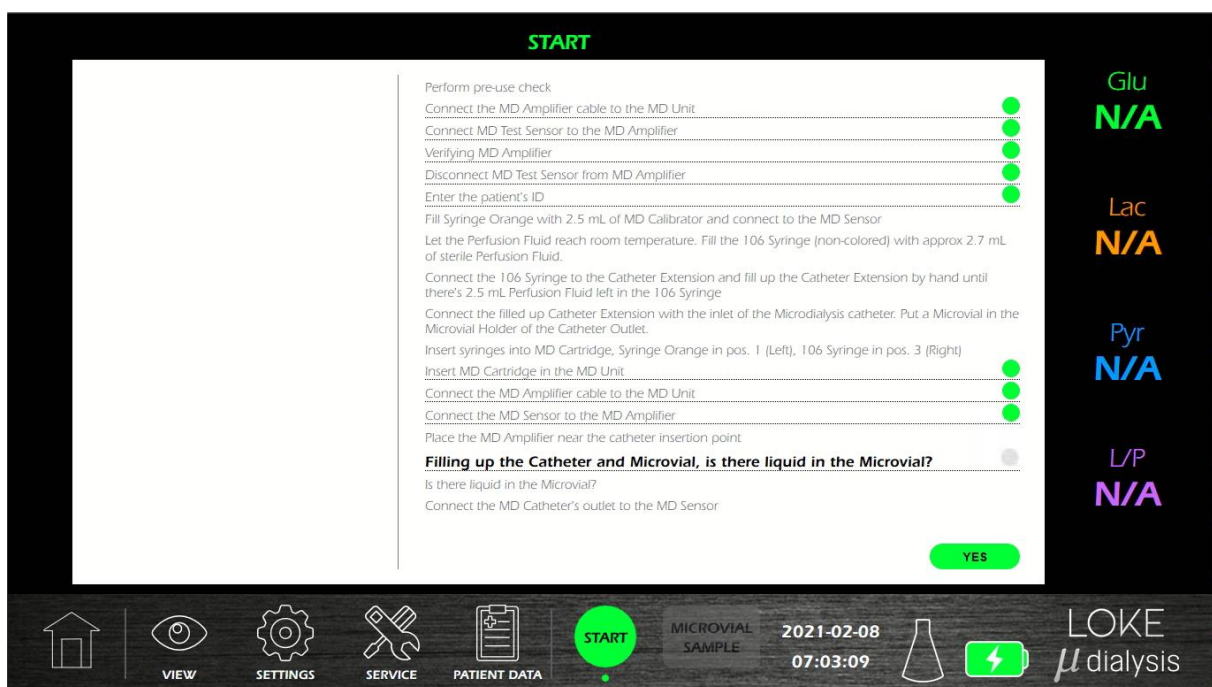 START
Perform pre-use check
Connect the MD Amplifier cable to the MD Unit
Connect MD Test Sensor to the MD Amplifier
Verifying MD Amplifier
Disconnect MD Test Sensor from MD Amplifier
Enter the patient's ID
Fill Syringe Orange with 2.5 mL of MD Calibrator and connect to the MD Sensor
Let the Perfusion Fluid reach room temperature. Fill the 106 Syringe (non-colored) with approx 2.7 mL
of sterile Perfusion Fluid.
Connect the 106 Syringe to the Catheter Extension and fill up the Catheter Extension by hand until
there's 2.5 mL Perfusion Fluid left in the 106 Syringe
Connect the filled up Catheter Extension with the inlet of the Microdialysis catheter. Put a Microvial in the
Microvial Holder of the Catheter Outlet.
Insert syringes into MD Cartridge, Syringe Orange in pos. 1 (Left), 106 Syringe in pos. 3 (Right)
Insert MD Cartridge in the MD Unit
Connect the MD Amplifier cable to the MD Unit
Connect the MD Sensor to the MD Amplifier
Place the MD Amplifier near the catheter insertion point
Filling up the Catheter and Microvial, is there liquid in the Microvial?
Is there liquid in the Microvial?
Connect the MD Catheter's outlet to the MD Sensor
YES
Glu
N/A
Lac
N/A
Pyr
N/A
L/P
N/A
VIEW
SETTINGS
SERVICE
PATIENT DATA
START
MICROVIAL
SAMPLE
2021-02-08
07:03:09
LOKE
μ dialysis